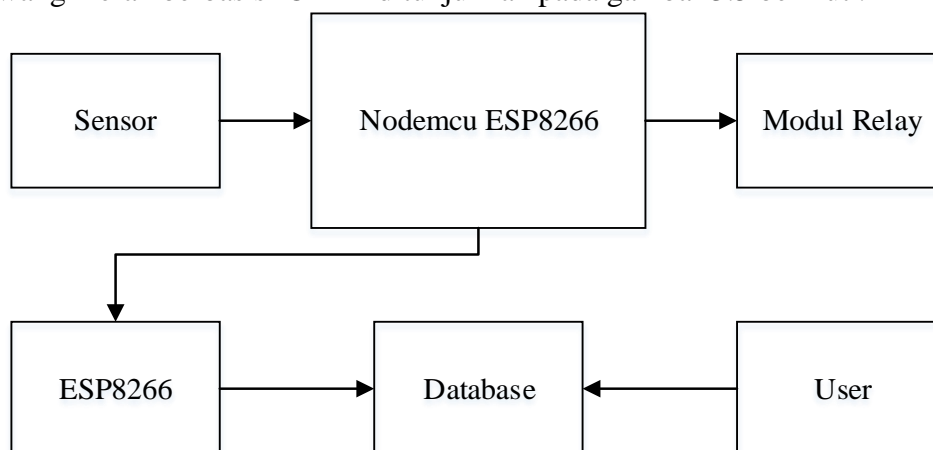 Sensor
Nodemcu ESP8266
Modul Relay
ESP8266
Database
User